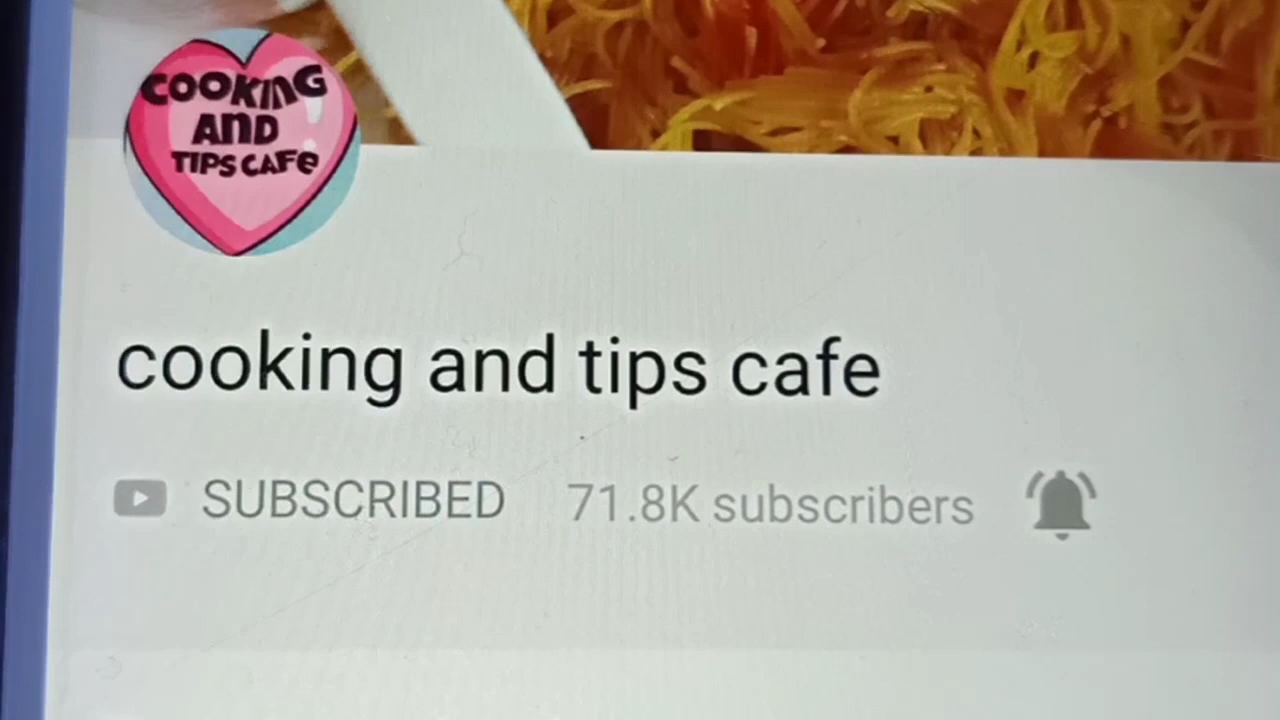 COOKING
AND
TIPS CAFe
cooking and tips cafe
SUBSCRIBED 71.8K subscribers